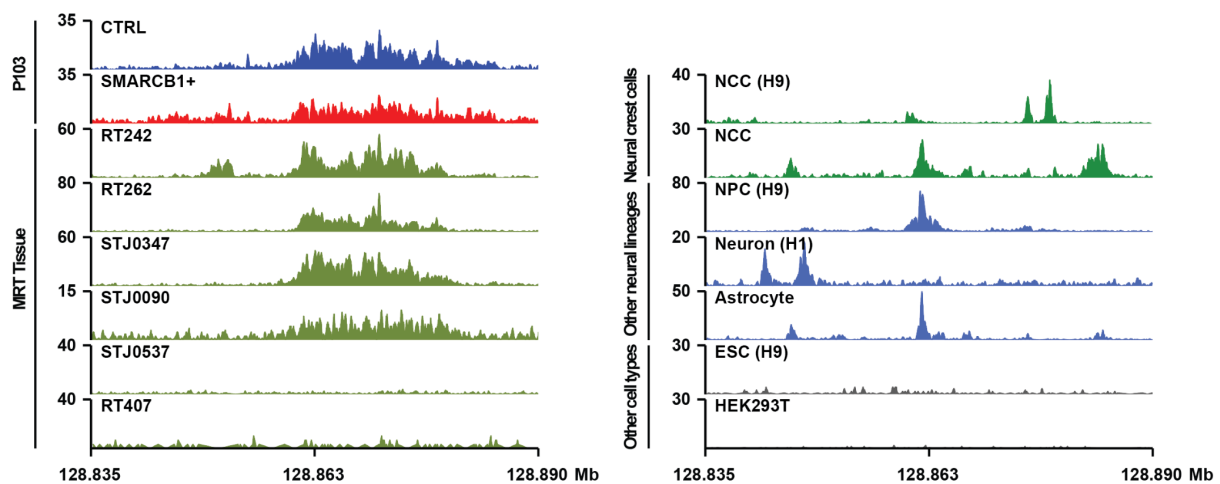 P103
35
CTRL
35
SMARCB1+
MRT Tissue
60
RT242
80
RT262
60
STJ0347
15
STJ0090
40
STJ0537
40
RT407
128.835
128.863
128.890 Mb
Neural crest cells
40
NCC (H9)
30
NCC
Other neural lineages
80
NPC (H9)
20
Neuron (H1)
50
Astrocyte
Other cell types
30
ESC (H9)
30
HEK293T
128.835
128.863
128.890 Mb